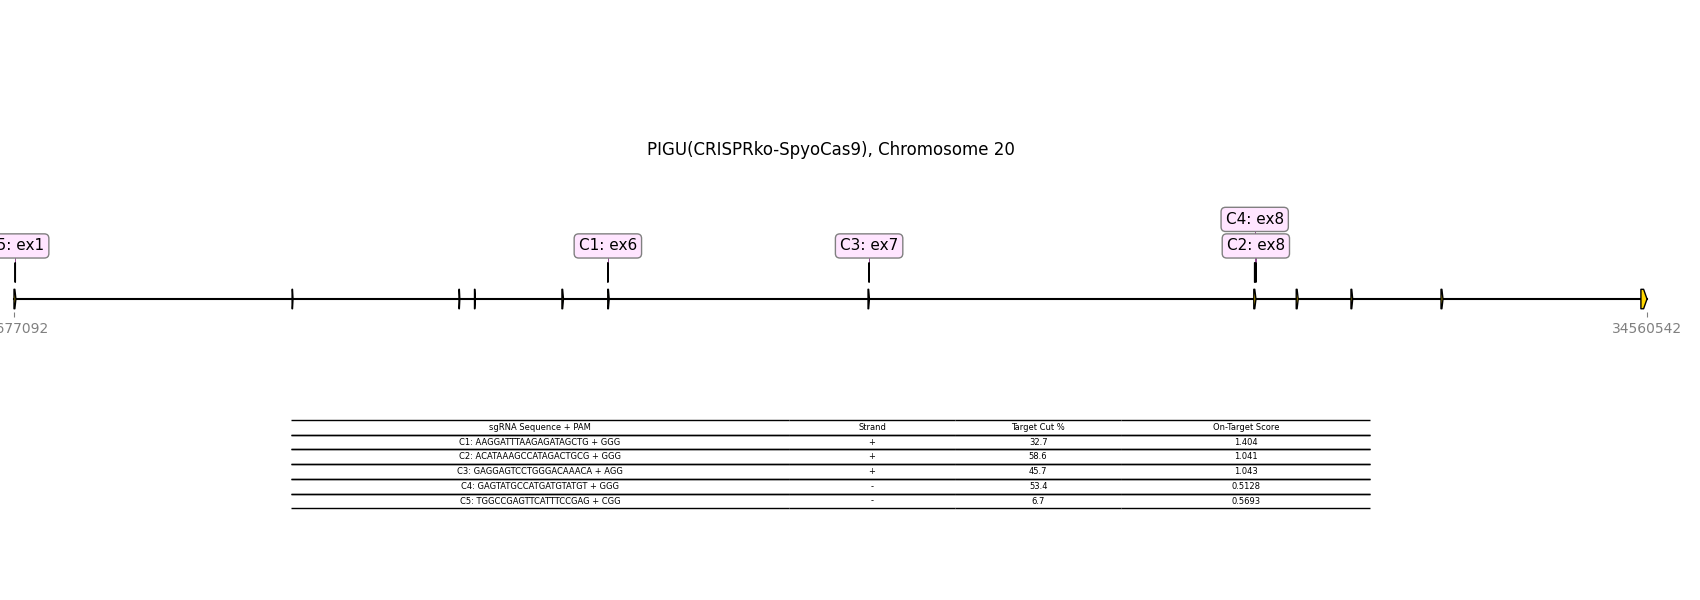 PIGU(CRISPRko-SpyoCas9), Chromosome 20
C4: ex8
5: ex1 C1: ex6 C3: ex7 C2: ex8
677092 34560542
sgRNA Sequence + PAM Strand Target Cut % On-Target Score
C1: AAGGATTTAAGAGATAGCTG + GGG + 32.7 1.404
C2: ACATAAAGCCATAGACTGCG + GGG + 58.6 1.041
C3: GAGGAGTCCTGGGACAAACA + AGG + 45.7 1.043
C4: GAGTATGCCATGATGTATGT + GGG - 53.4 0.5128
C5: TGGCCGAGTTCATTTCCGAG + CGG - 6.7 0.5693